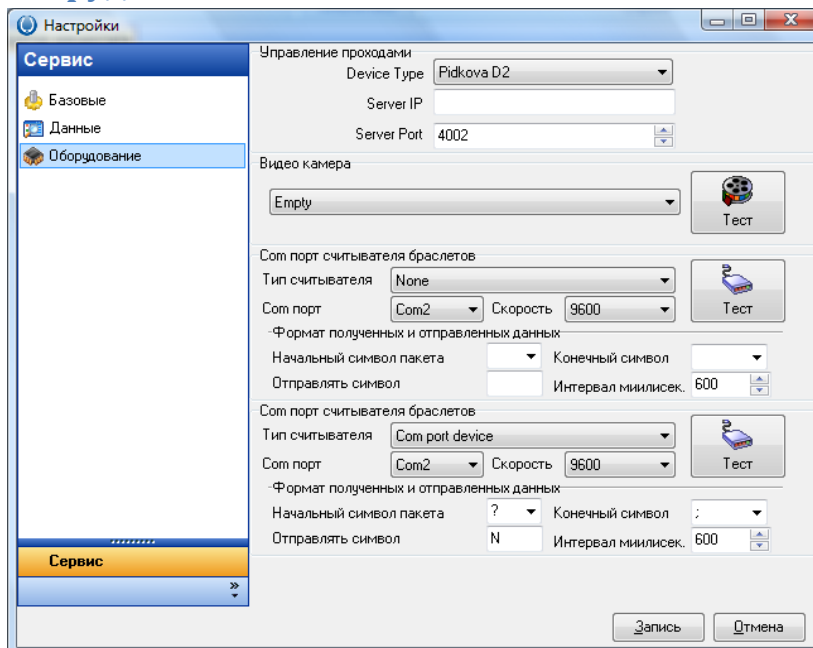 Настройки
Сервис
Базовые
Данные
Оборудование
Сервис
Управление проходами
Device Type Pidkova D2
Server IP
Server Port 4002
Видео камера
Empty
Тест
Com порт считывателя браслетов
Тип считывателя None
Com порт Com2 Скорость 9600 Тест
Формат полученных и отправленных данных
Начальный символ пакета Конечный символ
Отправлять символ Интервал миилисек. 600
Com порт считывателя браслетов
Тип считывателя Com port device
Com порт Com2 Скорость 9600 Тест
Формат полученных и отправленных данных
Начальный символ пакета ? Конечный символ ;
Отправлять символ N Интервал миилисек. 600
Запись Отмена